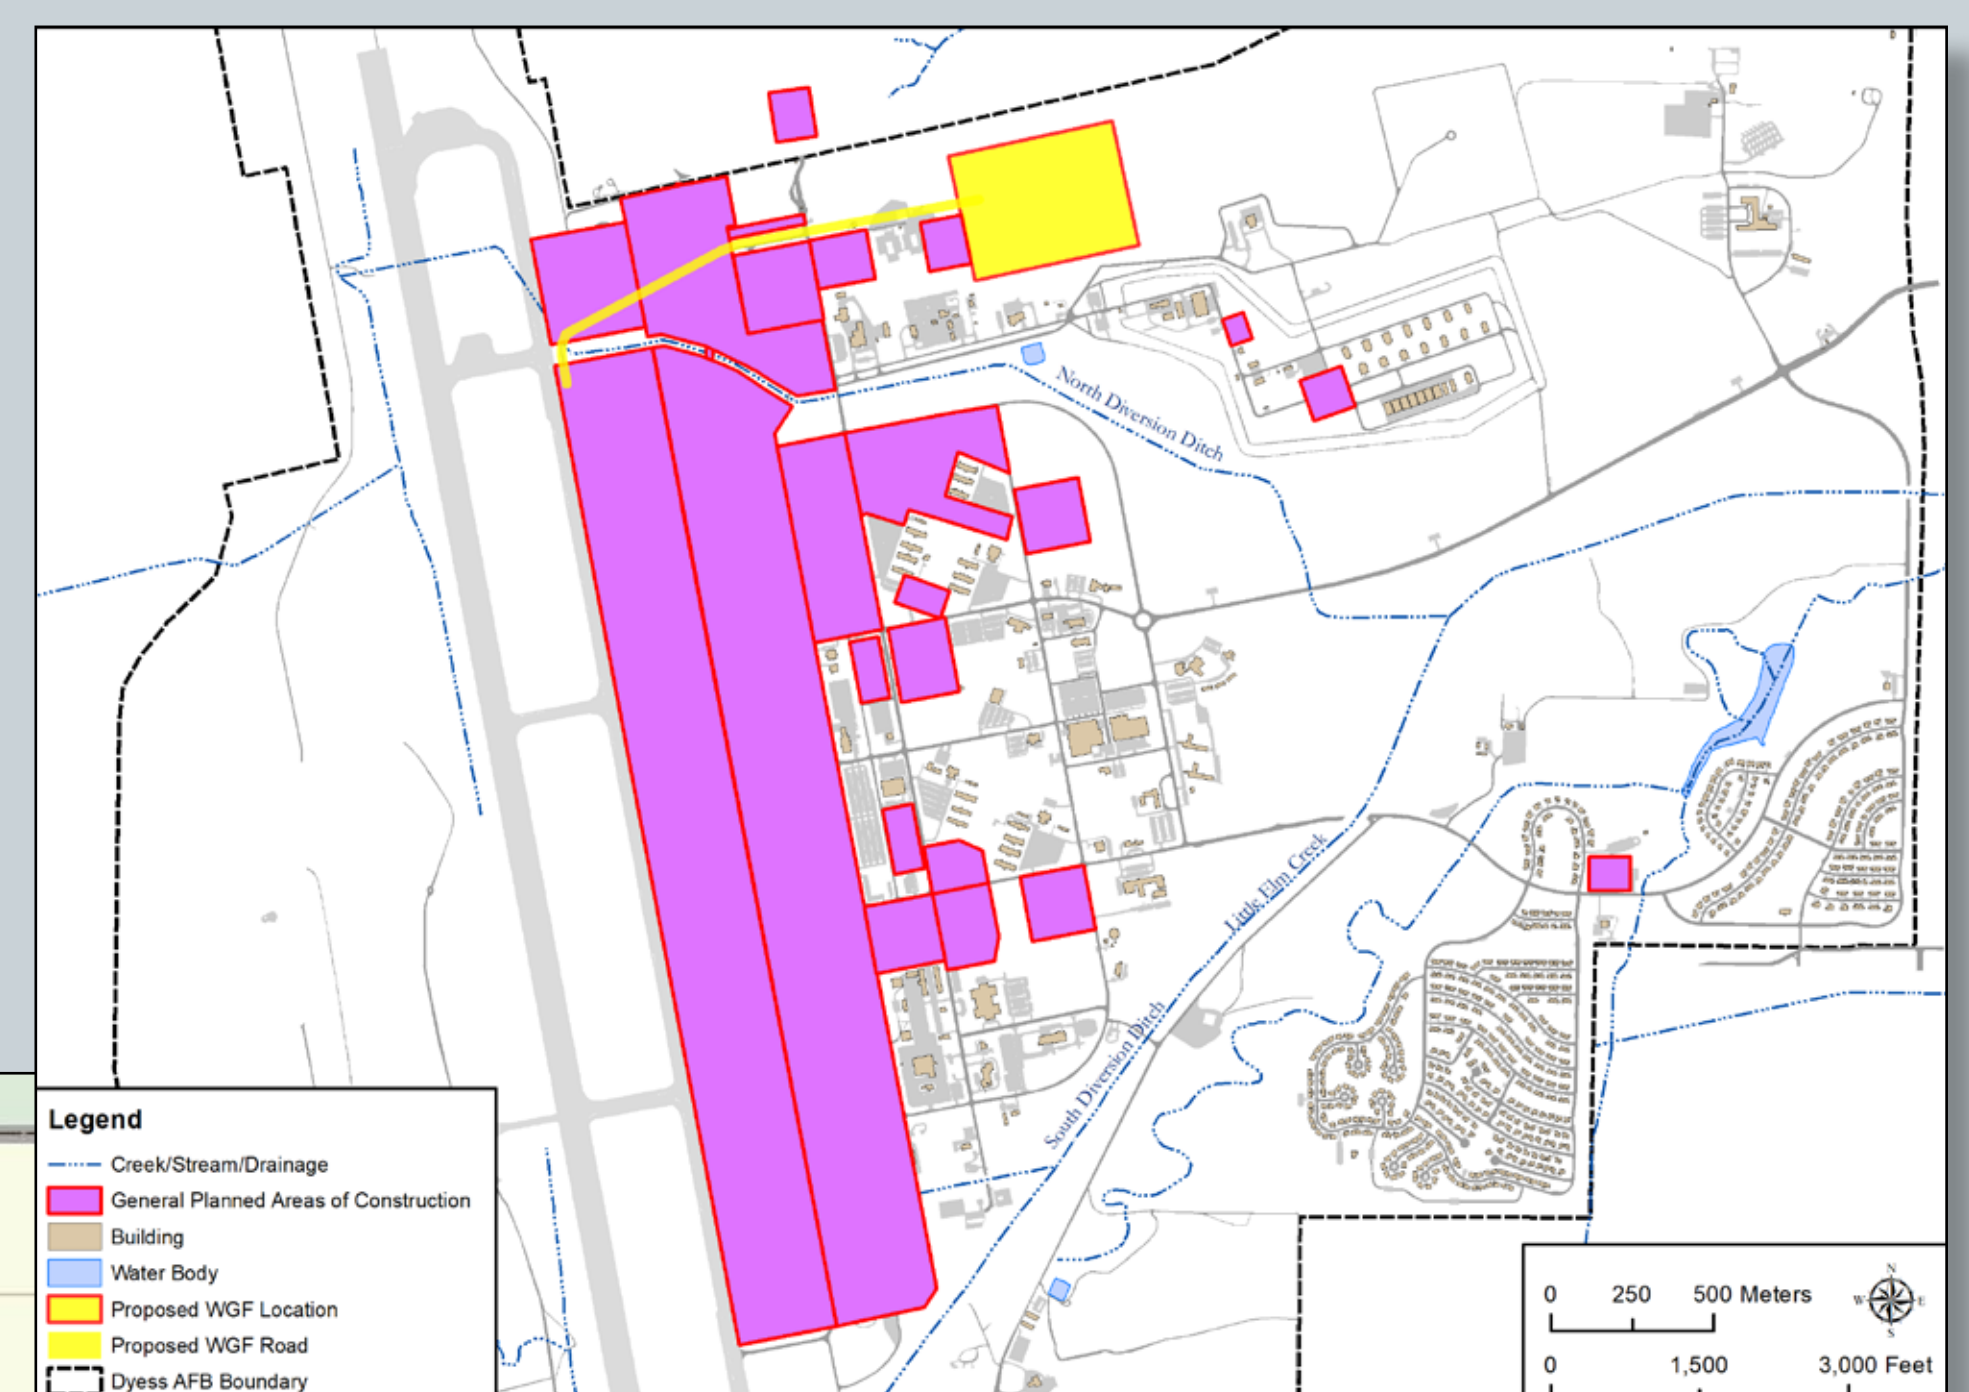 North Diversion Ditch
Little Elm Creek
South Diversion Ditch
Legend
Creek/Stream/Drainage
General Planned Areas of Construction
Building
Water Body
Proposed WGF Location
Proposed WGF Road
Dyess AFB Boundary
0 250 500 Meters
N
W E
S
0 1,500 3,000 Feet